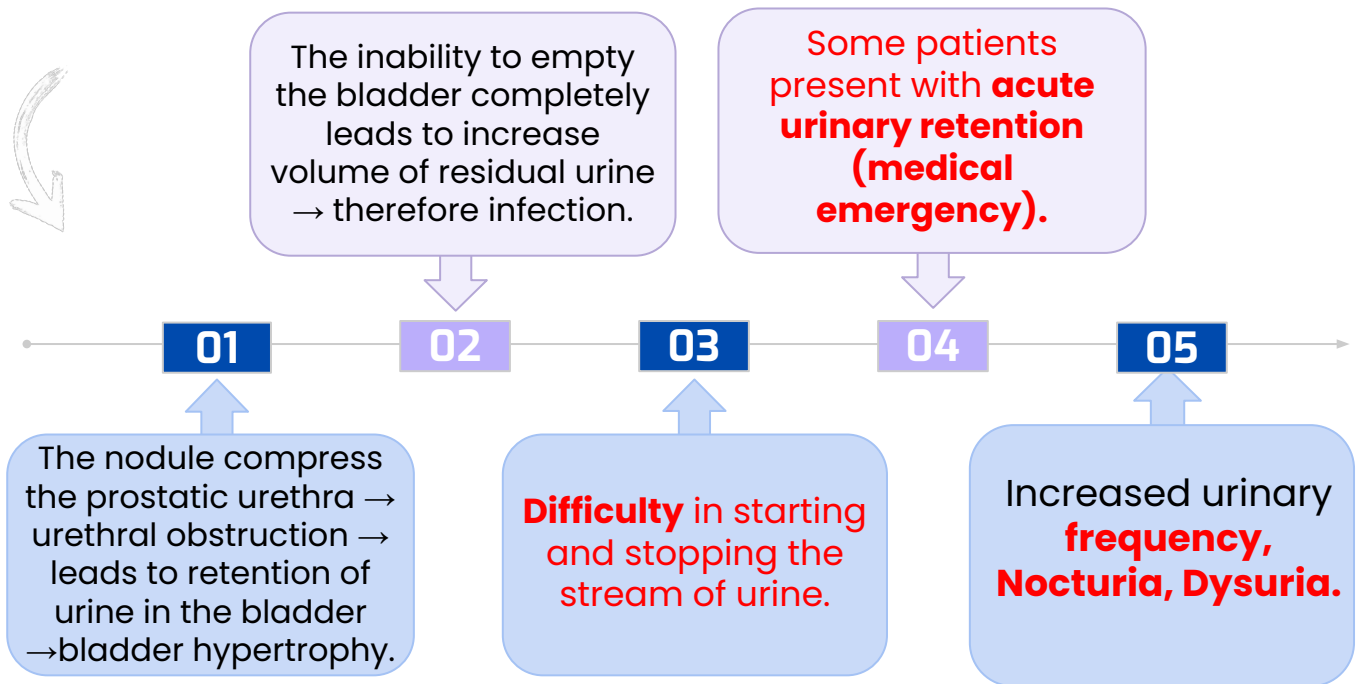 The inability to empty
the bladder completely
leads to increase
volume of residual urine
→ therefore infection.
Some patients
present with acute
urinary retention
(medical
emergency).
01
02
03
04
05
The nodule compress
the prostatic urethra →
urethral obstruction →
leads to retention of
urine in the bladder
→bladder hypertrophy.
Difficulty in starting
and stopping the
stream of urine.
Increased urinary
frequency,
Nocturia, Dysuria.